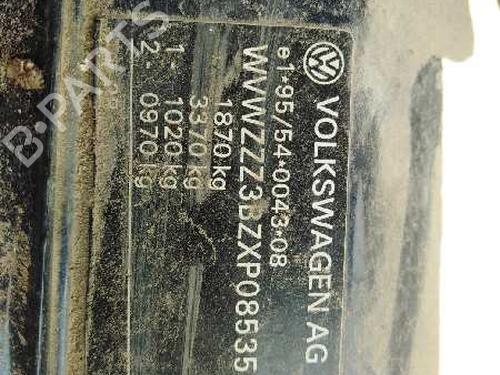 VOLKSWAGEN AG
e1*95/54*0043*08
WVWZZZ3BZXP08535
1870 kg
3370 kg
1- 1020 kg
2- 0970 kg
B-PARTS